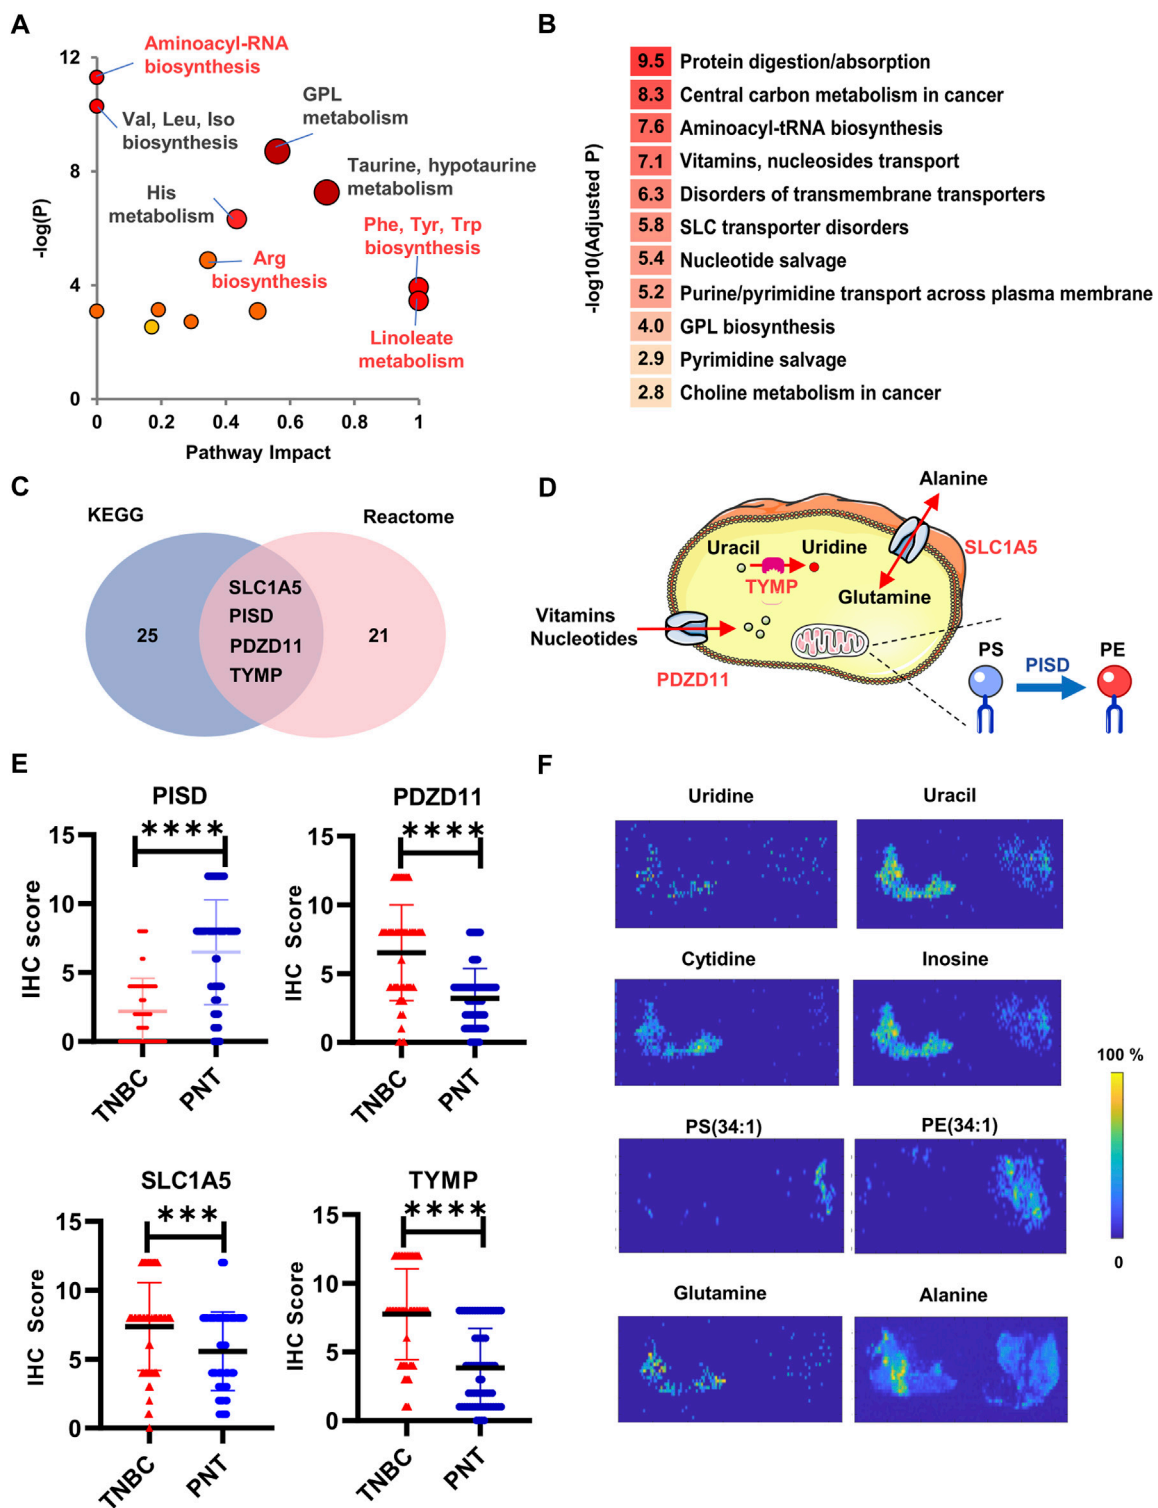 A
Aminoacyl-RNA
biosynthesis
Val, Leu, Iso
biosynthesis
GPL
metabolism
Taurine, hypotaurine
metabolism
His
metabolism
Phe, Tyr, Trp
biosynthesis
Arg
biosynthesis
Linoleate
metabolism
-log(P)
12
8
4
0
0
0.2
0.4
0.6
0.8
1
Pathway Impact
B
-log10(Adjusted P)
9.5 Protein digestion/absorption
8.3 Central carbon metabolism in cancer
7.6 Aminoacyl-tRNA biosynthesis
7.1 Vitamins, nucleosides transport
6.3 Disorders of transmembrane transporters
5.8 SLC transporter disorders
5.4 Nucleotide salvage
5.2 Purine/pyrimidine transport across plasma membrane
4.0 GPL biosynthesis
2.9 Pyrimidine salvage
2.8 Choline metabolism in cancer
C
KEGG
Reactome
25
SLC1A5
PISD
PDZD11
TYMP
21
D
Alanine
SLC1A5
Uracil
Uridine
TYMP
Glutamine
Vitamins
Nucleotides
PDZD11
PS
PISD
PE
E
PISD
****
IHC score
15
10
5
0
TNBC
PNT
PDZD11
****
IHC Score
15
10
5
0
TNBC
PNT
SLC1A5
***
IHC Score
15
10
5
0
TNBC
PNT
TYMP
****
IHC Score
15
10
5
0
TNBC
PNT
F
Uridine
Uracil
Cytidine
Inosine
PS(34:1)
PE(34:1)
Glutamine
Alanine
100 %
0